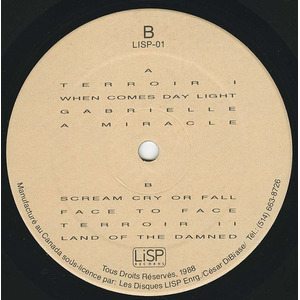 B
LISP-01
A
TERROIR I
WHEN COMES DAY LIGHT
GABRIELLE
A MIRACLE
B
SCREAM CRY OR FALL
FACE TO FACE
TERROIR II
LAND OF THE DAMNED
LiSP
RECORDS
Tous Droits Réservés, 1988
Manufacturé au Canada sous-licence par: Les Disques LISP Enrg./César DiBiase/ Tel.: (514) 663-8726